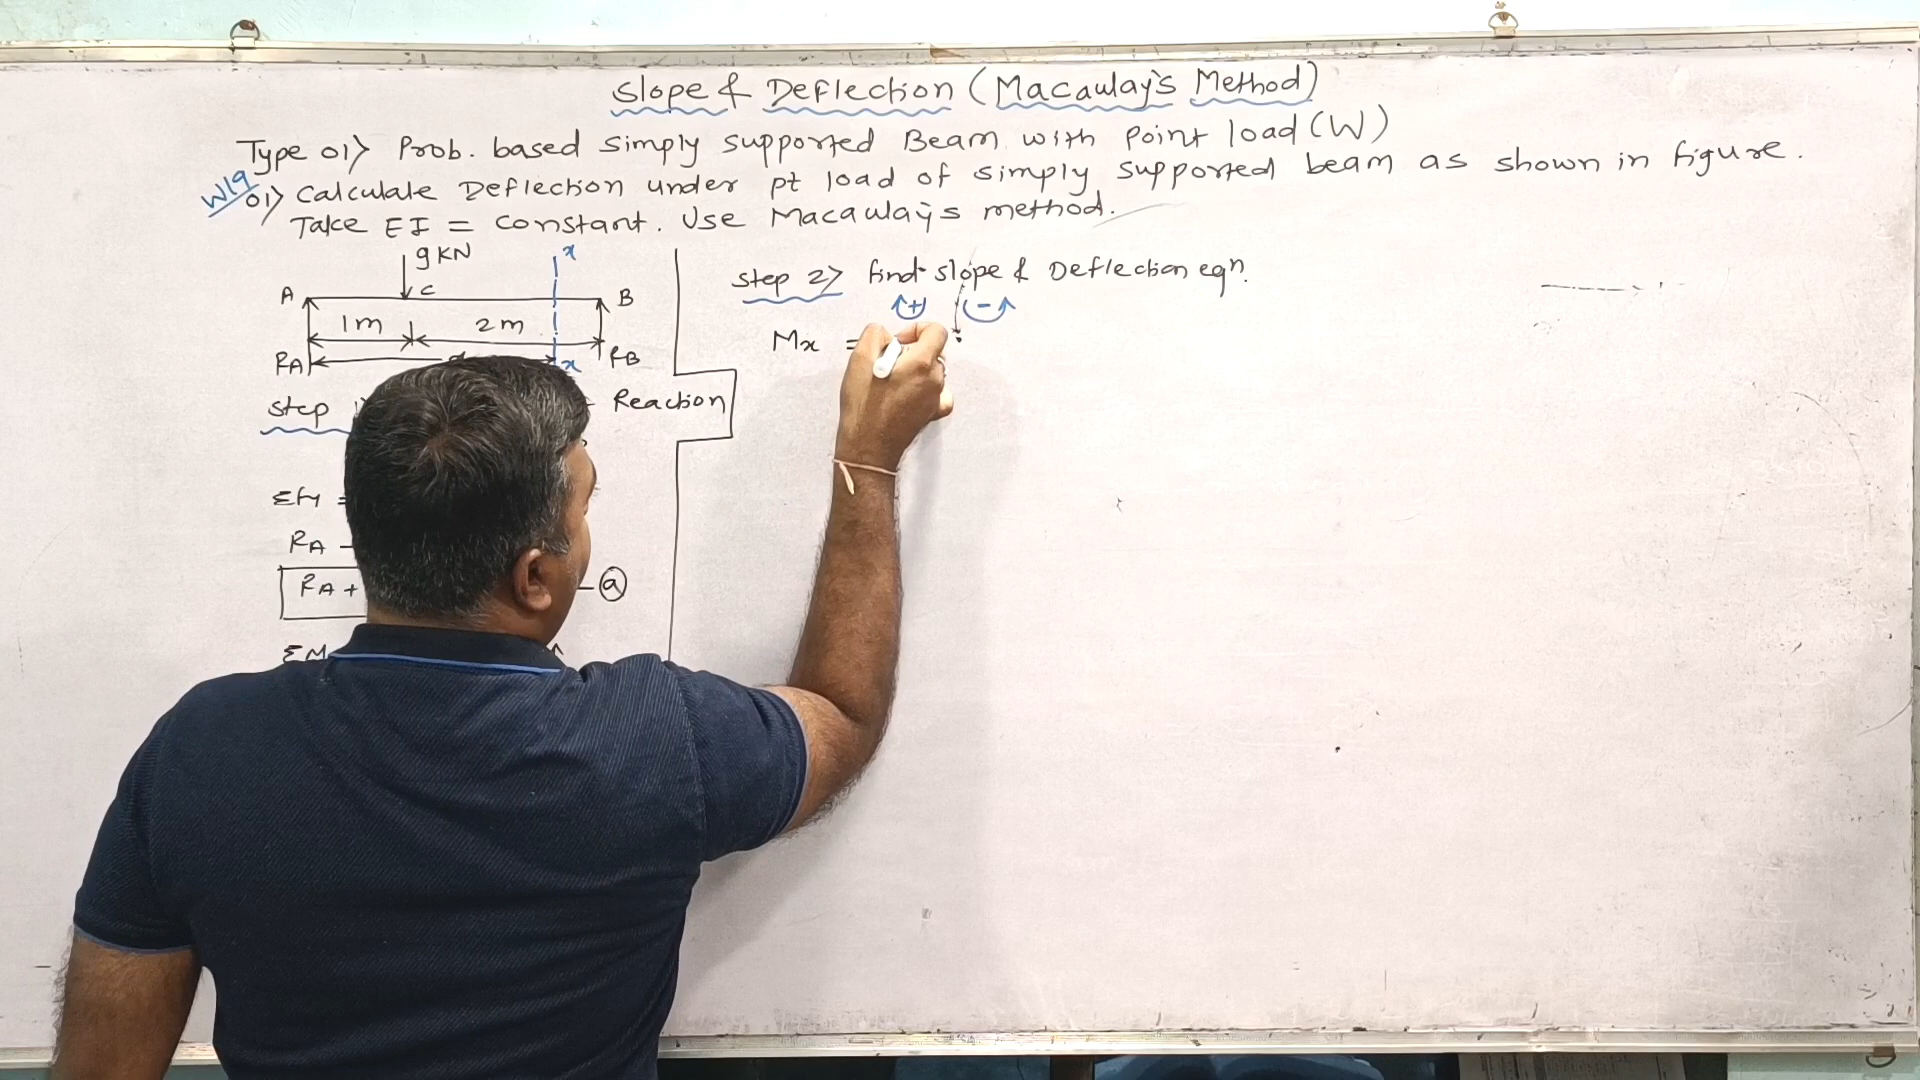 Slope & Deflection (Macaulay's Method)
Type 01> Prob. based simply supported Beam with point load (W)
W19
01> Calculate Deflection under pt load of simply supported beam as shown in figure.
Take EI = constant. Use Macaulay's method.
9 KN
x
A
C
B
1m
2m
RA
x
RB
Step
Reaction
ΣFy =
RA -
RA +
- ⓐ
ΣM
Step 2> find slope & Deflection eqn.
(+) (-)
Mx =